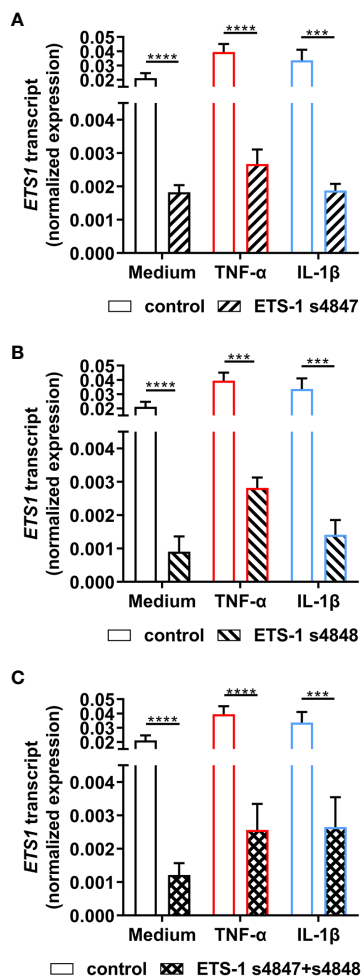 A
ETS1 transcript
(normalized expression)
0.05
0.04
0.03
0.02
0.004
0.003
0.002
0.001
0.000
****
****
***
Medium TNF-α IL-1β
control ETS-1 s4847
B
ETS1 transcript
(normalized expression)
0.05
0.04
0.03
0.02
0.004
0.003
0.002
0.001
0.000
****
***
***
Medium TNF-α IL-1β
control ETS-1 s4848
C
ETS1 transcript
(normalized expression)
0.05
0.04
0.03
0.02
0.004
0.003
0.002
0.001
0.000
****
****
***
Medium TNF-α IL-1β
control ETS-1 s4847+s4848